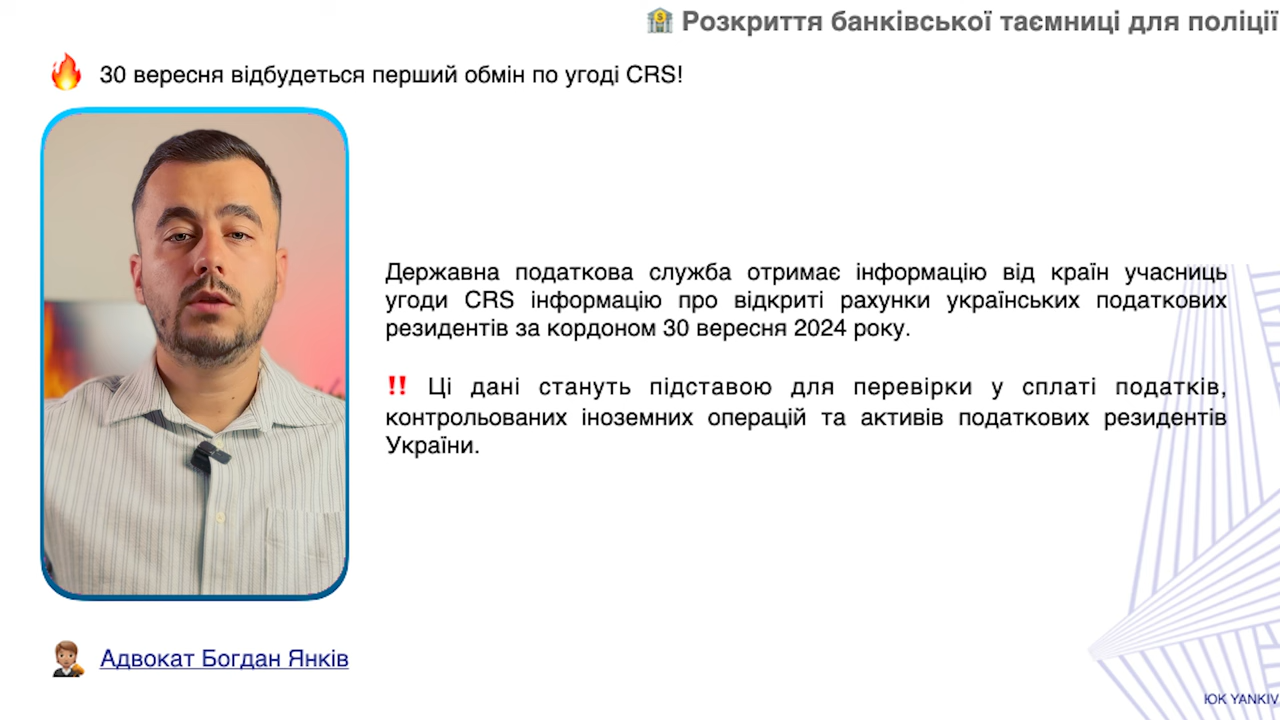 Розкриття банківської таємниці для поліції
30 вересня відбудеться перший обмін по угоді CRS!
Державна податкова служба отримає інформацію від країн учасниць
угоди CRS інформацію про відкриті рахунки українських податкових
резидентів за кордоном 30 вересня 2024 року.
‼️ Ці дані стануть підставою для перевірки у сплаті податків,
контрольованих іноземних операцій та активів податкових резидентів
України.
Адвокат Богдан Янків
ЮК YANKIV